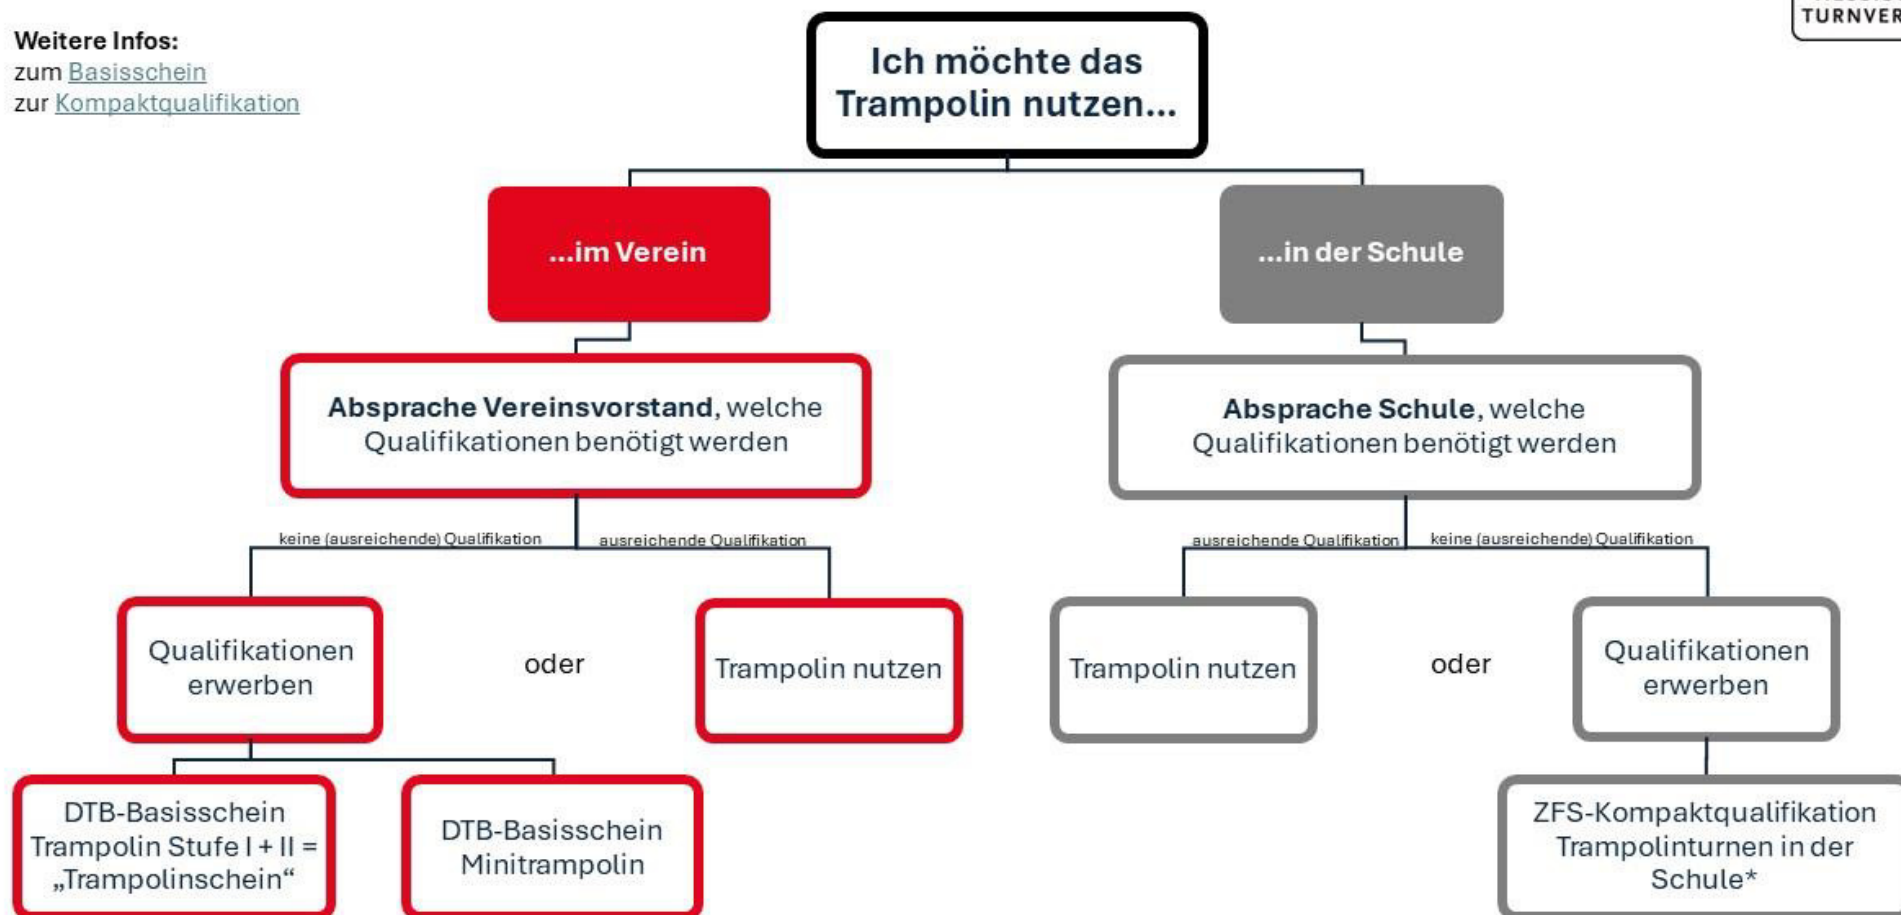 TURNVER
Weitere Infos:
zum Basisschein
zur Kompaktqualifikation
Ich möchte das
Trampolin nutzen...
...im Verein
...in der Schule
Absprache Vereinsvorstand, welche
Qualifikationen benötigt werden
Absprache Schule, welche
Qualifikationen benötigt werden
keine (ausreichende) Qualifikation
ausreichende Qualifikation
ausreichende Qualifikation
keine (ausreichende) Qualifikation
Qualifikationen
erwerben
oder
Trampolin nutzen
Trampolin nutzen
oder
Qualifikationen
erwerben
DTB-Basisschein
Trampolin Stufe I + II =
„Trampolinschein“
DTB-Basisschein
Minitrampolin
ZFS-Kompaktqualifikation
Trampolinturnen in der
Schule*